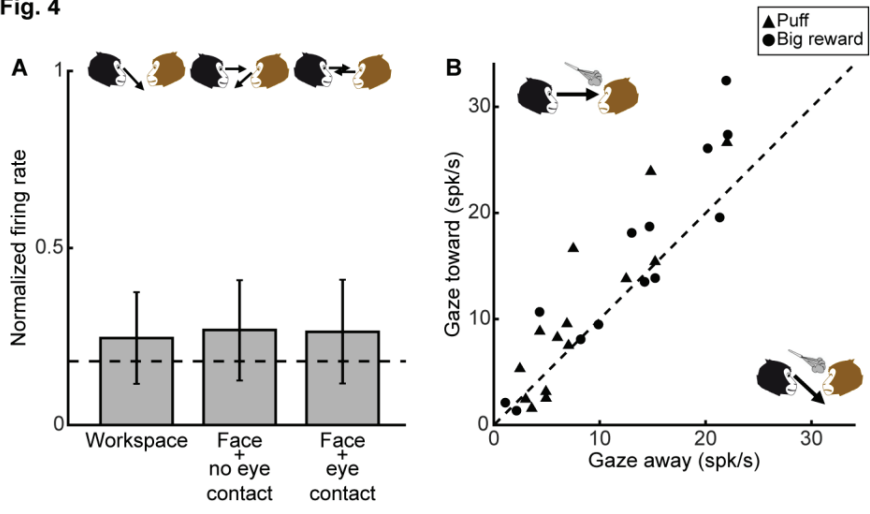 Fig. 4
▲ Puff
● Big reward
A
B
1
0.5
0
Normalized firing rate
Workspace
Face
+
no eye
contact
Face
+
eye
contact
30
20
10
0
Gaze toward (spk/s)
0 10 20 30
Gaze away (spk/s)